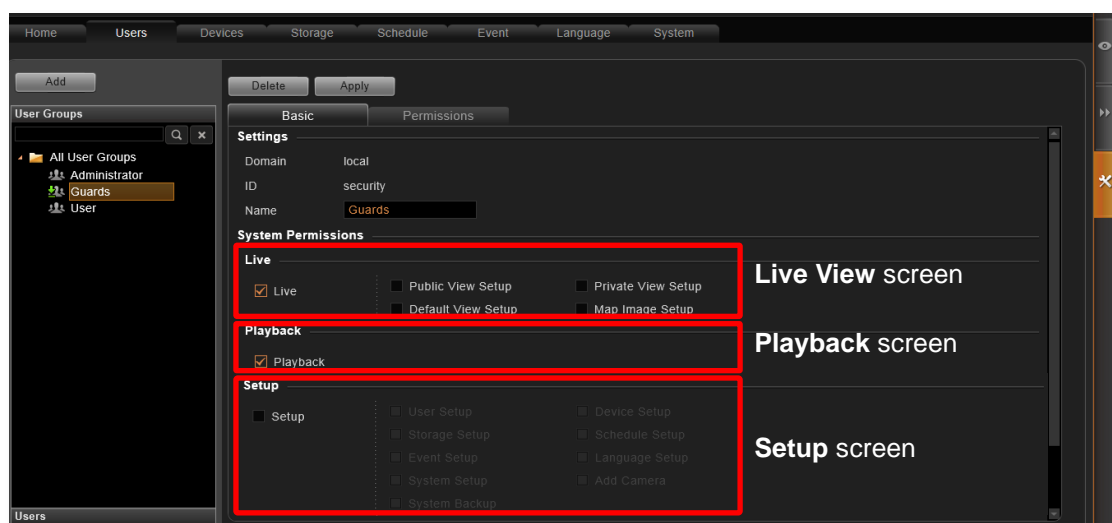 Home Users Devices Storage Schedule Event Language System
Add
Delete Apply
User Groups
Basic Permissions
Settings
All User Groups
Administrator
Guards
User
Domain local
ID security
Name Guards
System Permissions
Live
Live Public View Setup Private View Setup
Default View Setup Map Image Setup
Live View screen
Playback
Playback
Playback screen
Setup
Setup User Setup Device Setup
Storage Setup Schedule Setup
Event Setup Language Setup
System Setup Add Camera
System Backup
Setup screen
Users